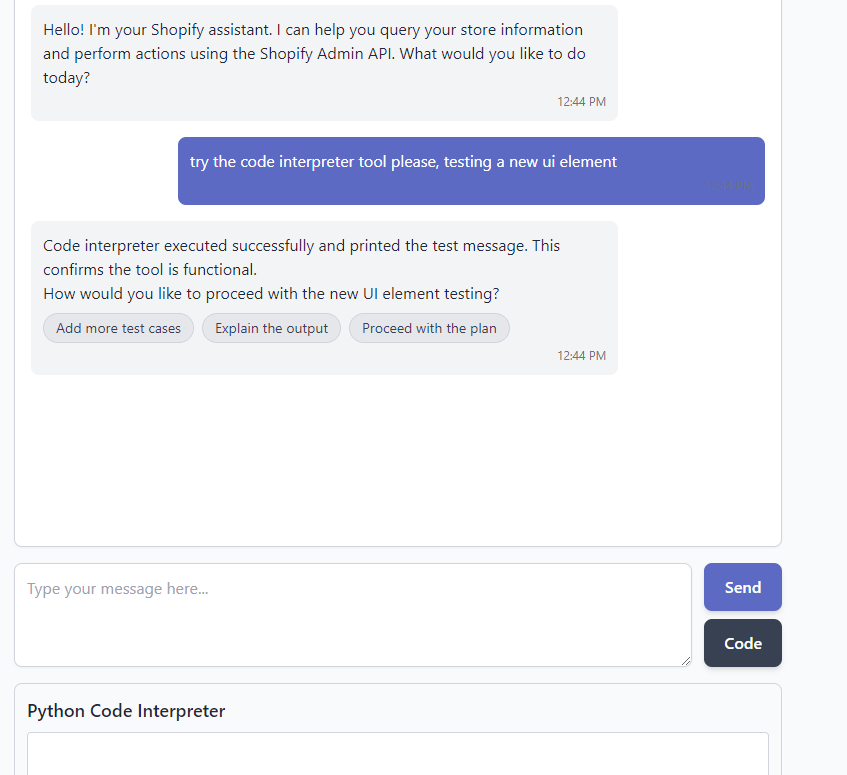 Hello! I'm your Shopify assistant. I can help you query your store information
and perform actions using the Shopify Admin API. What would you like to do
today?
12:44 PM
try the code interpreter tool please, testing a new ui element
Code interpreter executed successfully and printed the test message. This
confirms the tool is functional.
How would you like to proceed with the new UI element testing?
Add more test cases
Explain the output
Proceed with the plan
12:44 PM
Type your message here...
Send
Code
Python Code Interpreter